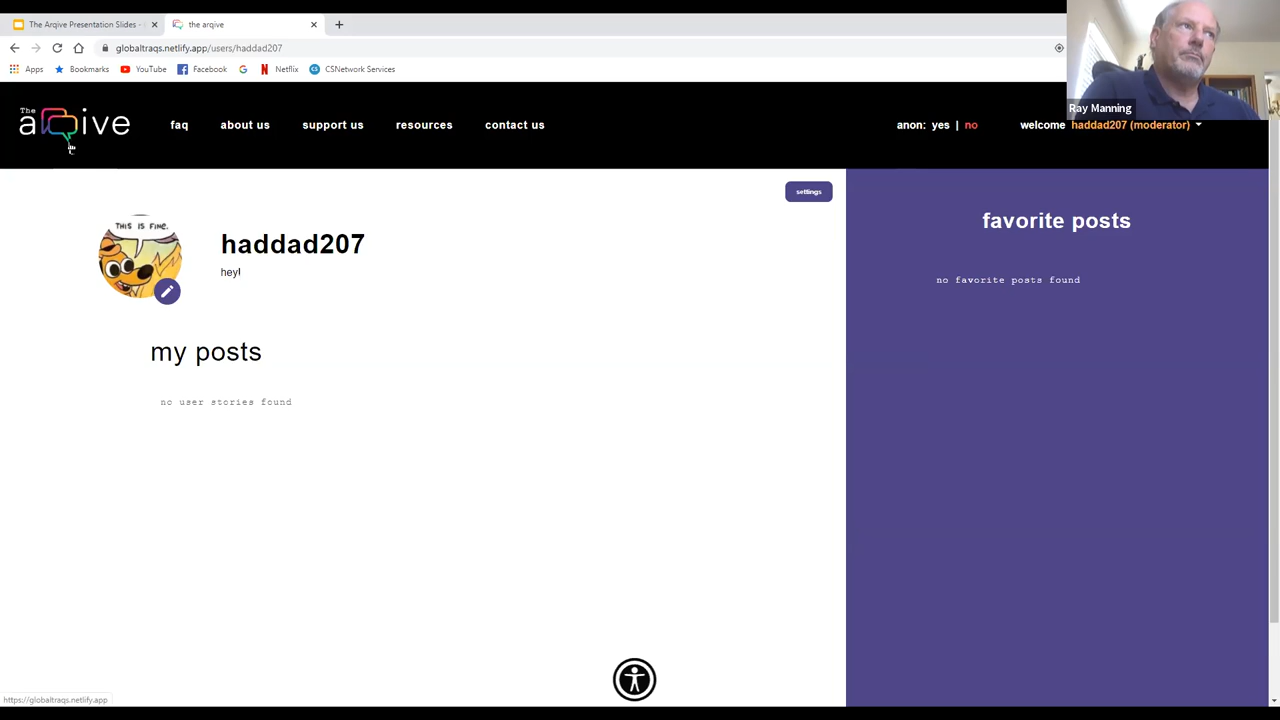 The Arqive Presentation Slides -
the arqive
globaltraqs.netlify.app/users/haddad207
Apps
Bookmarks
YouTube
Facebook
Netflix
CSNetwork Services
Ray Manning
The
arqive
faq
about us
support us
resources
contact us
anon: yes | no
welcome haddad207 (moderator)
settings
THIS IS FINE.
haddad207
hey!
my posts
no user stories found
favorite posts
no favorite posts found
https://globaltraqs.netlify.app